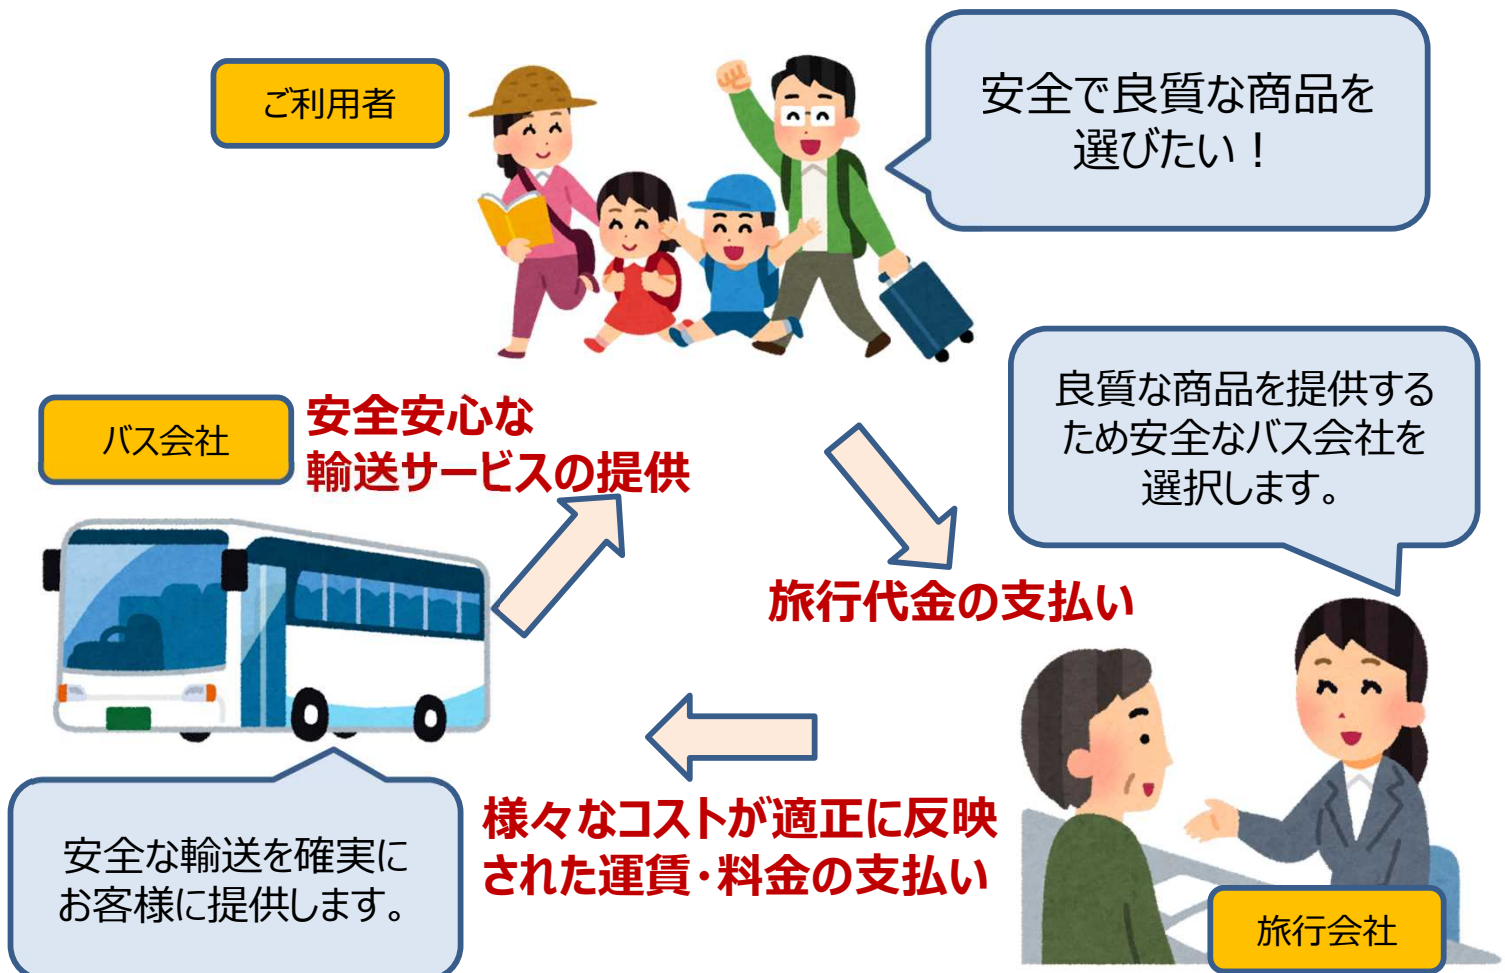 ご利用者
安全で良質な商品を
選びたい！
バス会社
安全安心な
輸送サービスの提供
良質な商品を提供する
ため安全なバス会社を
選択します。
旅行代金の支払い
様々なコストが適正に反映
された運賃・料金の支払い
安全な輸送を確実に
お客様に提供します。
旅行会社